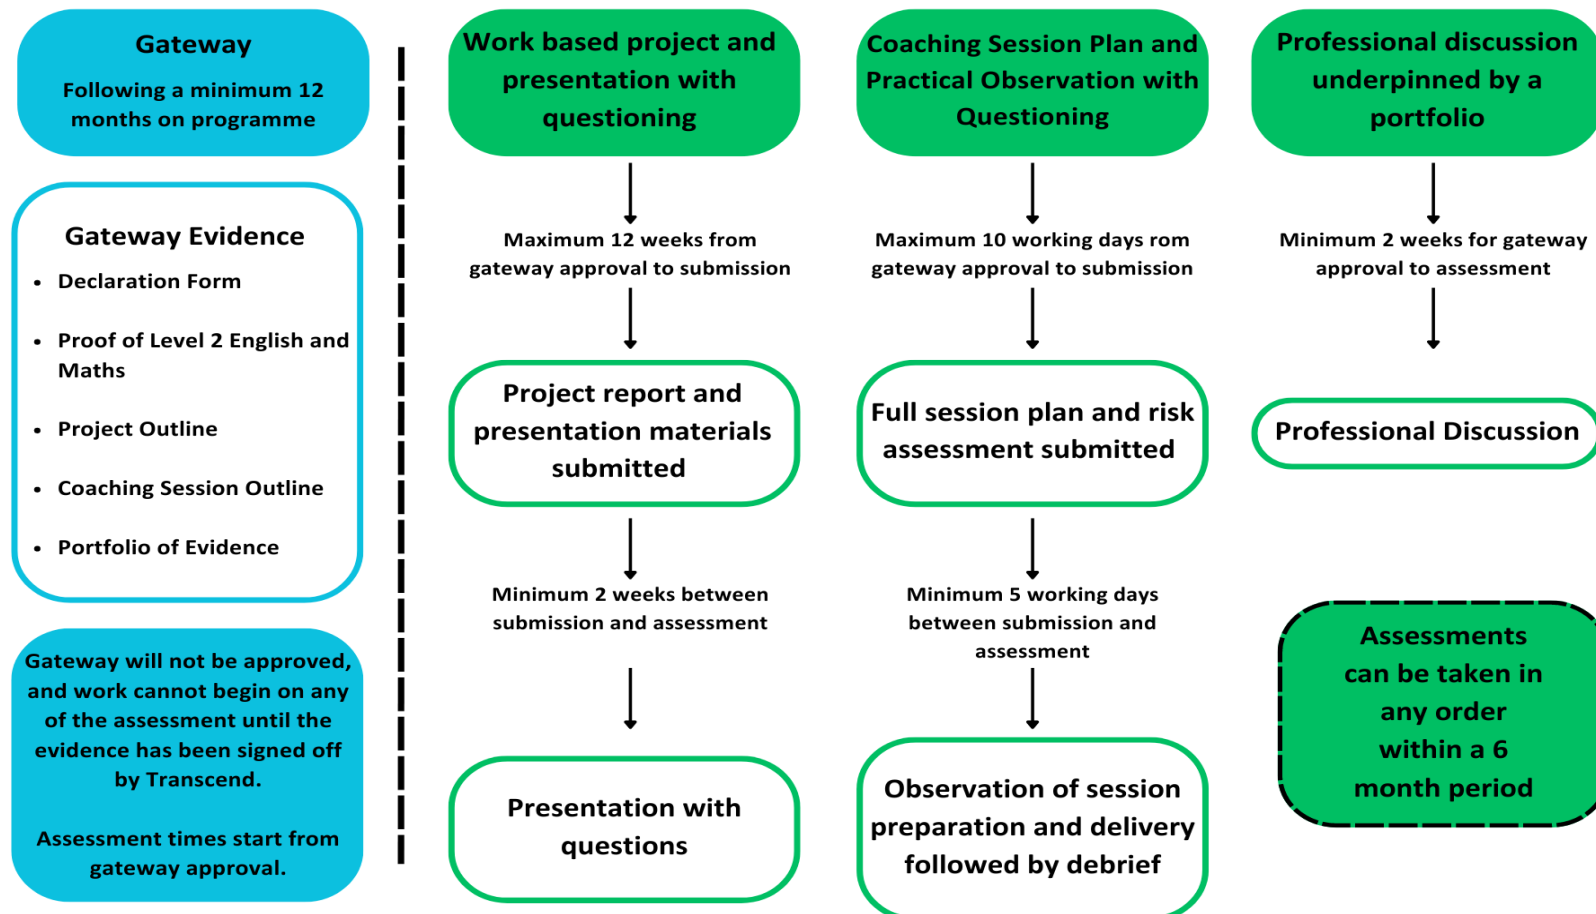 Gateway
Following a minimum 12
months on programme
Gateway Evidence
• Declaration Form
• Proof of Level 2 English and
Maths
• Project Outline
• Coaching Session Outline
• Portfolio of Evidence
Gateway will not be approved,
and work cannot begin on any
of the assessment until the
evidence has been signed off
by Transcend.
Assessment times start from
gateway approval.
Work based project and
presentation with
questioning
Maximum 12 weeks from
gateway approval to submission
Project report and
presentation materials
submitted
Minimum 2 weeks between
submission and assessment
Presentation with
questions
Coaching Session Plan and
Practical Observation with
Questioning
Maximum 10 working days rom
gateway approval to submission
Full session plan and risk
assessment submitted
Minimum 5 working days
between submission and
assessment
Observation of session
preparation and delivery
followed by debrief
Professional discussion
underpinned by a
portfolio
Minimum 2 weeks for gateway
approval to assessment
Professional Discussion
Assessments
can be taken in
any order
within a 6
month period